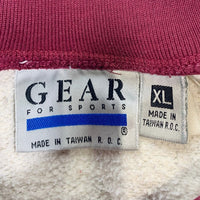 GEAR
FOR SPORTS
®
MADE IN TAIWAN R.O.C.
XL
MADE IN
TAIWAN R.O.C.